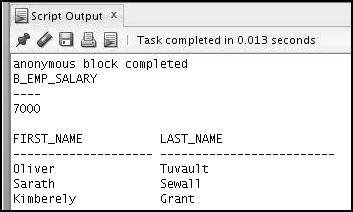 Script Output x
Task completed in 0.013 seconds
anonymous block completed
B_EMP_SALARY
----
7000
FIRST_NAME LAST_NAME
-------------------- -------------------------
Oliver Tuvault
Sarath Sewall
Kimberely Grant